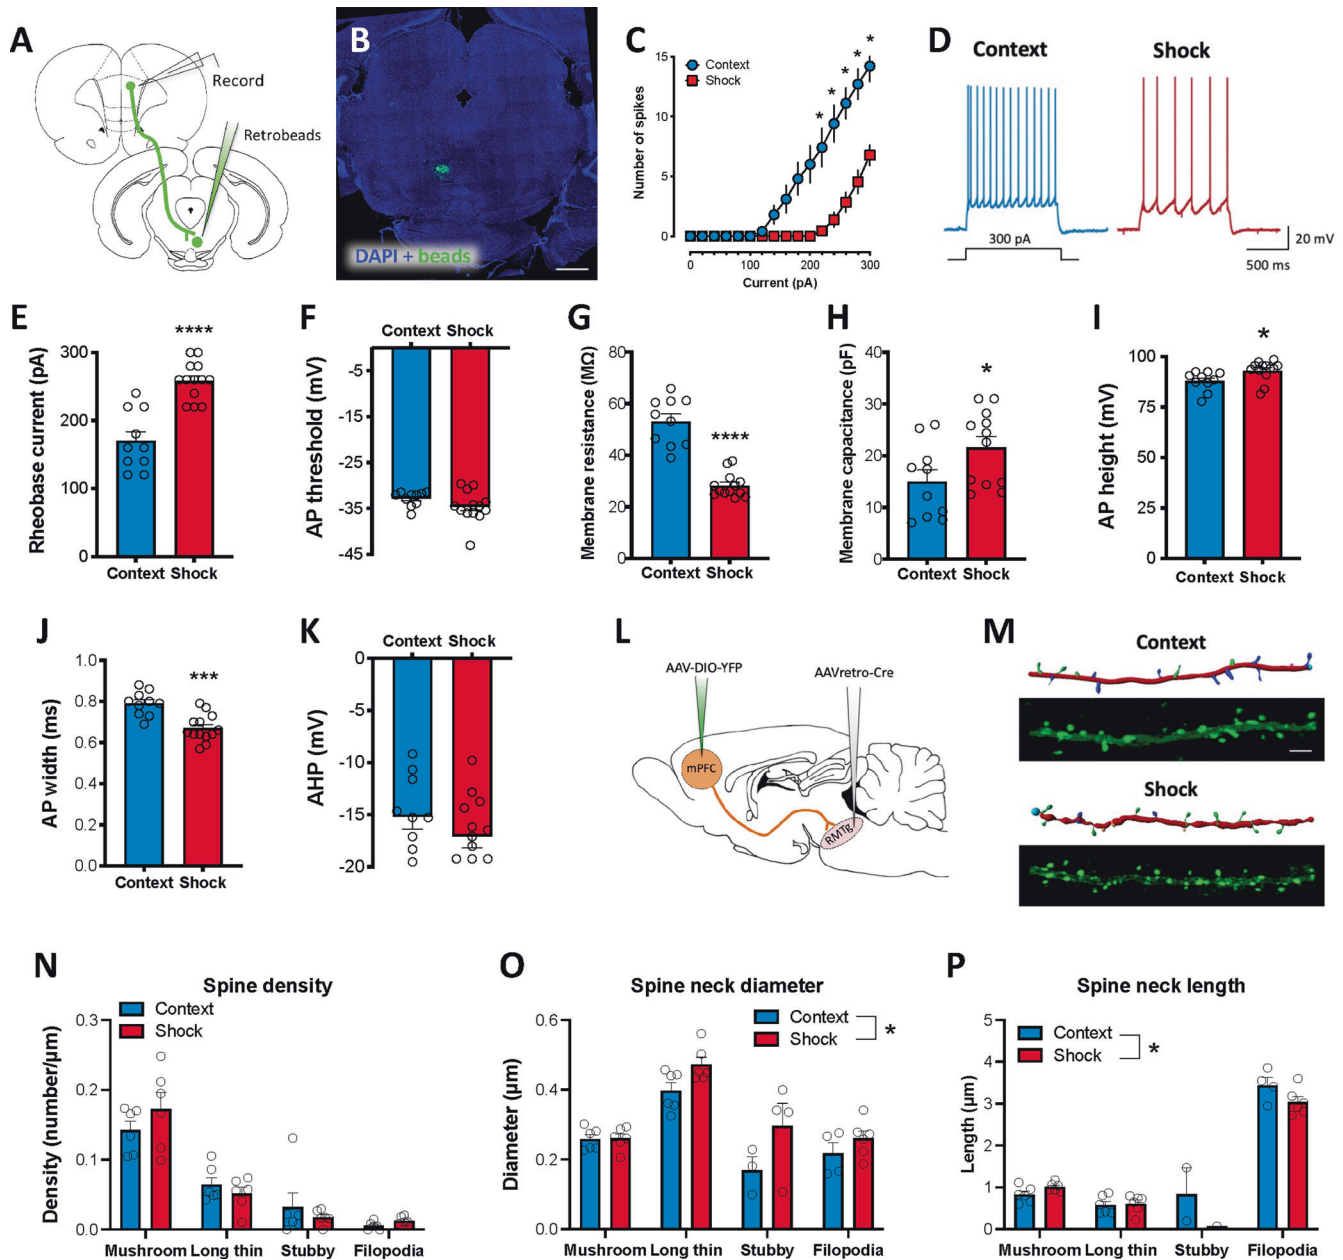 A
Record
Retrobeads
B
DAPI + beads
C
Context
Shock
Number of spikes
15
10
5
0
0
100
200
300
Current (pA)
*
*
*
*
*
D
Context
Shock
300 pA
20 mV
500 ms
E
Rheobase current (pA)
300
200
100
0
****
Context Shock
F
Context Shock
AP threshold (mV)
-5
-15
-25
-35
-45
G
Membrane resistance (MΩ)
80
60
40
20
0
****
Context Shock
H
Membrane capacitance (pF)
40
30
20
10
0
*
Context Shock
I
AP height (mV)
100
75
50
0
*
Context Shock
J
AP width (ms)
1.0
0.8
0.6
0.4
0.2
0.0
***
Context Shock
K
Context Shock
AHP (mV)
0
-5
-10
-15
-20
L
AAV-DIO-YFP
AAVretro-Cre
mPFC
RMTg
M
Context
Shock
N
Spine density
Context
Shock
Density (number/μm)
0.3
0.2
0.1
0.0
Mushroom Long thin Stubby Filopodia
O
Spine neck diameter
Context
Shock
*
Diameter (μm)
0.6
0.4
0.2
0.0
Mushroom Long thin Stubby Filopodia
P
Spine neck length
Context
Shock
*
Length (μm)
5
4
3
2
1
0
Mushroom Long thin Stubby Filopodia